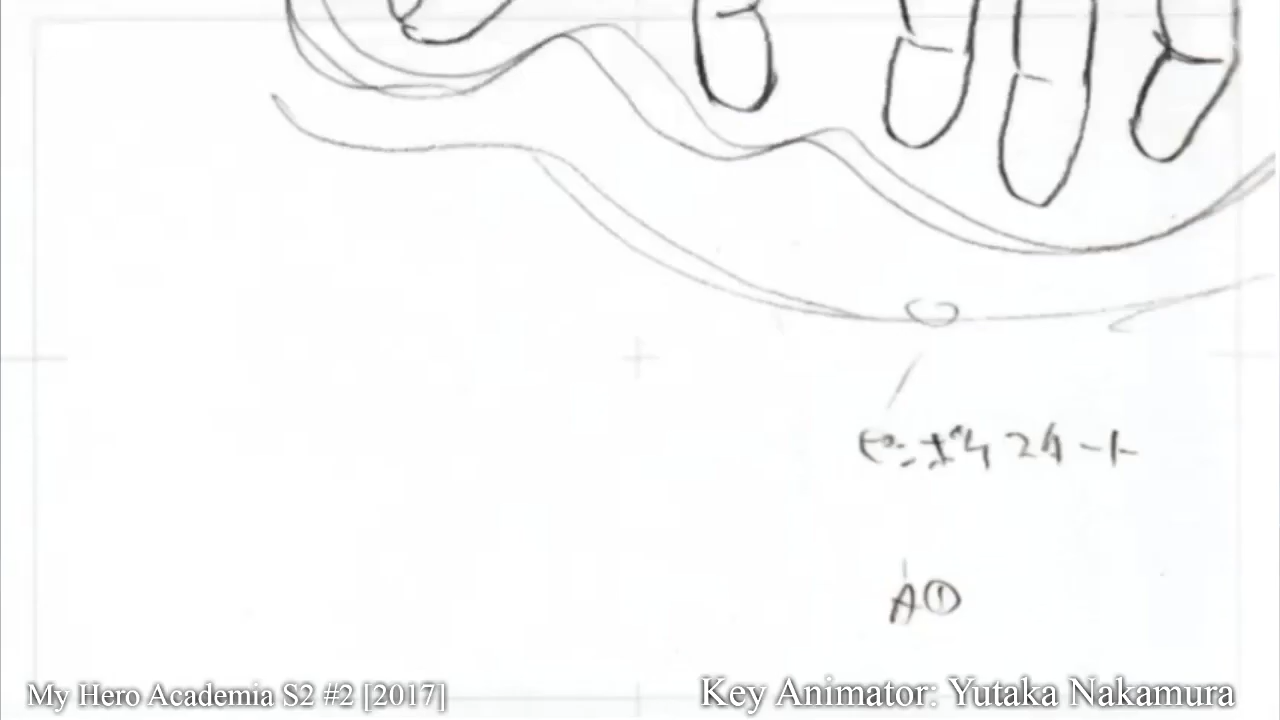 ピンボケスタート
A①
My Hero Academia S2 #2 [2017]
Key Animator: Yutaka Nakamura